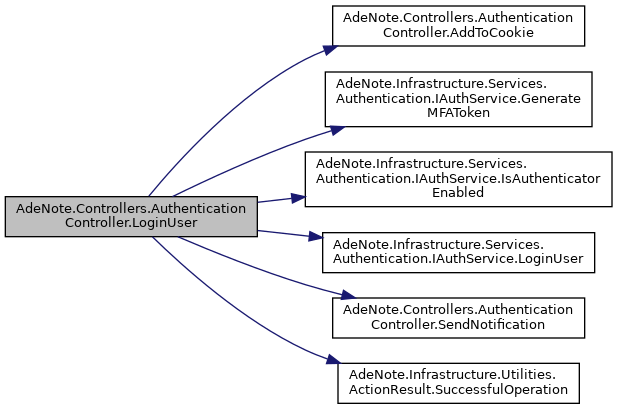 AdeNote.Controllers.Authentication
Controller.AddToCookie
AdeNote.Infrastructure.Services.
Authentication.IAuthService.Generate
MFAToken
AdeNote.Infrastructure.Services.
Authentication.IAuthService.IsAuthenticator
Enabled
AdeNote.Controllers.Authentication
Controller.LoginUser
AdeNote.Infrastructure.Services.
Authentication.IAuthService.LoginUser
AdeNote.Controllers.Authentication
Controller.SendNotification
AdeNote.Infrastructure.Utilities.
ActionResult.SuccessfulOperation